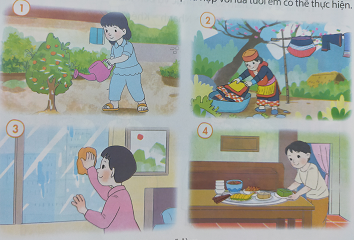 hợp với lứa tuổi em có thể thực hiện.
1
2
3
4